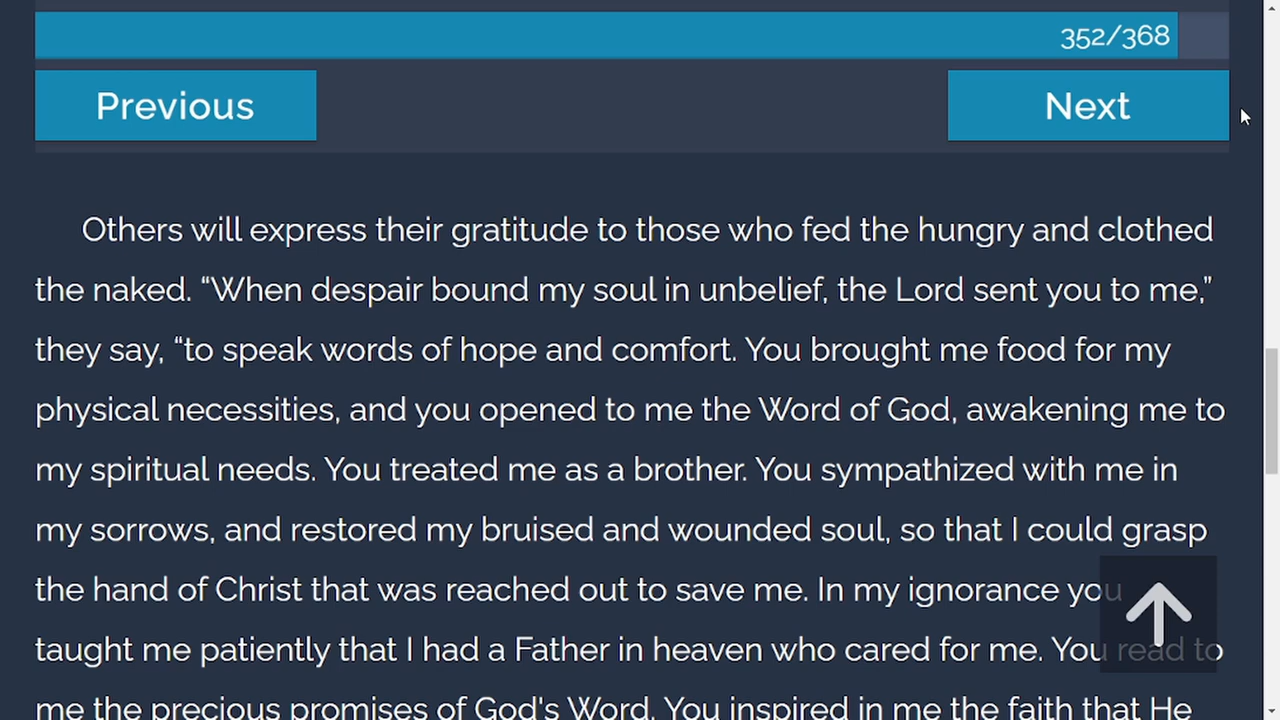 352/368
Previous
Next
Others will express their gratitude to those who fed the hungry and clothed
the naked. “When despair bound my soul in unbelief, the Lord sent you to me,”
they say, “to speak words of hope and comfort. You brought me food for my
physical necessities, and you opened to me the Word of God, awakening me to
my spiritual needs. You treated me as a brother. You sympathized with me in
my sorrows, and restored my bruised and wounded soul, so that I could grasp
the hand of Christ that was reached out to save me. In my ignorance you
taught me patiently that I had a Father in heaven who cared for me. You read to
me the precious promises of God's Word. You inspired in me the faith that He